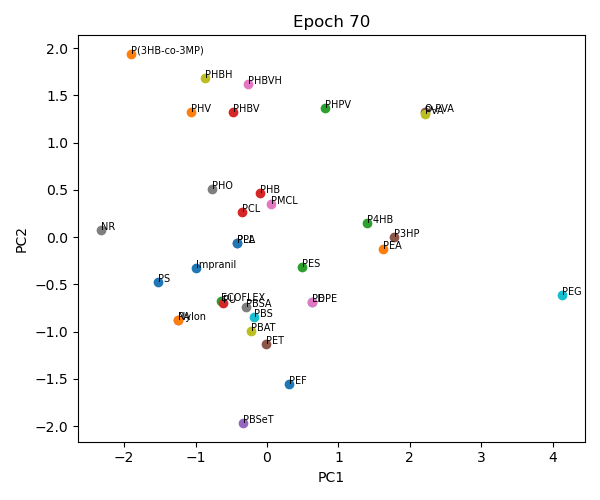 Epoch 70
2.0
1.5
1.0
0.5
0.0
−0.5
−1.0
−1.5
−2.0
PC2
P(3HB-co-3MP)
PHBH
PHBVH
PHV
PHBV
PHPV
PVA
PHO
PHB
PMCL
PCL
NR
P4HB
P3HP
PEA
PES
Impranil
PS
PEG
ECOFLEX
PU
PBSA
PBS
Nylon
PBAT
PET
PEF
PBSeT
−2
−1
0
1
2
3
4
PC1